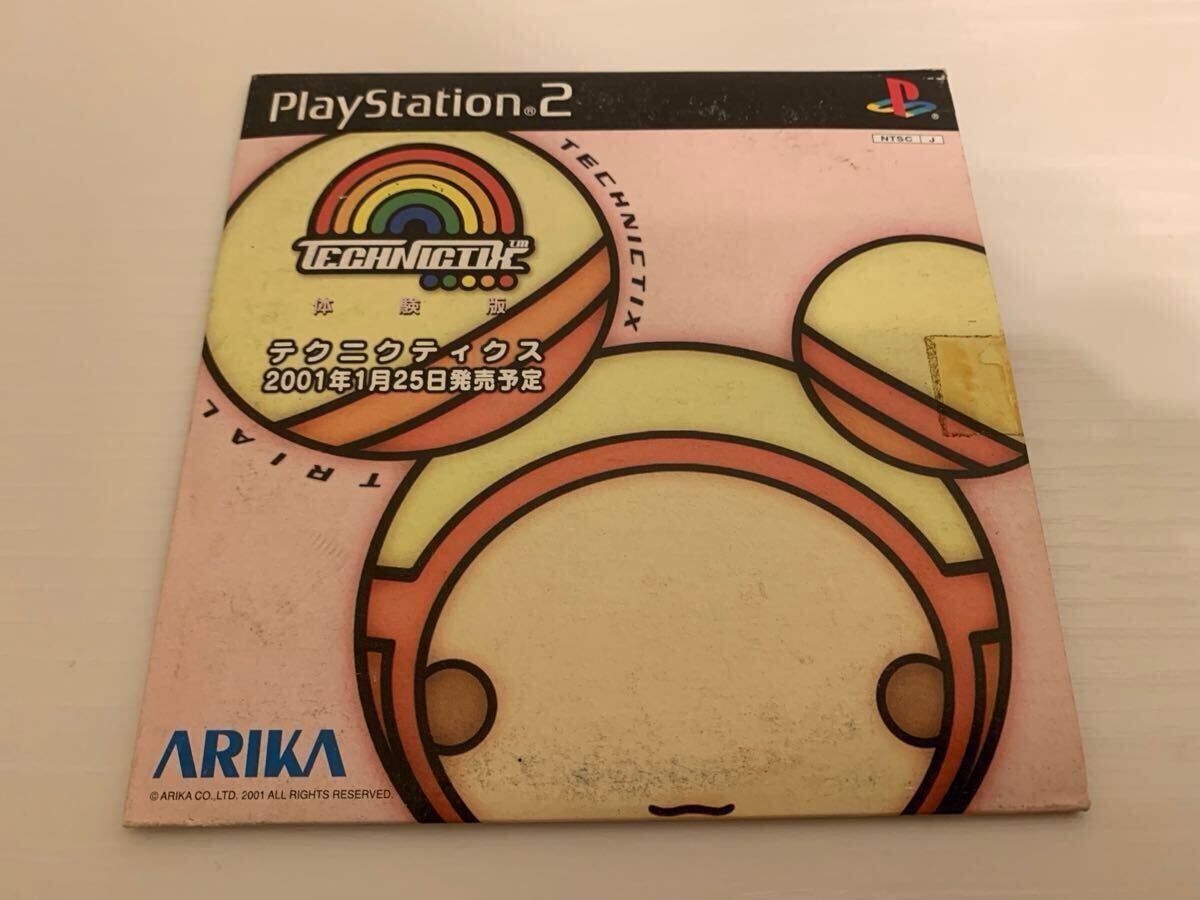 PlayStation®2
NTSC J
TECHNICTIX
TECHNICTIX™
体験版
テクニクティクス
2001年1月25日発売予定
TRIAL
ARIKA
© ARIKA CO.,LTD. 2001 ALL RIGHTS RESERVED.